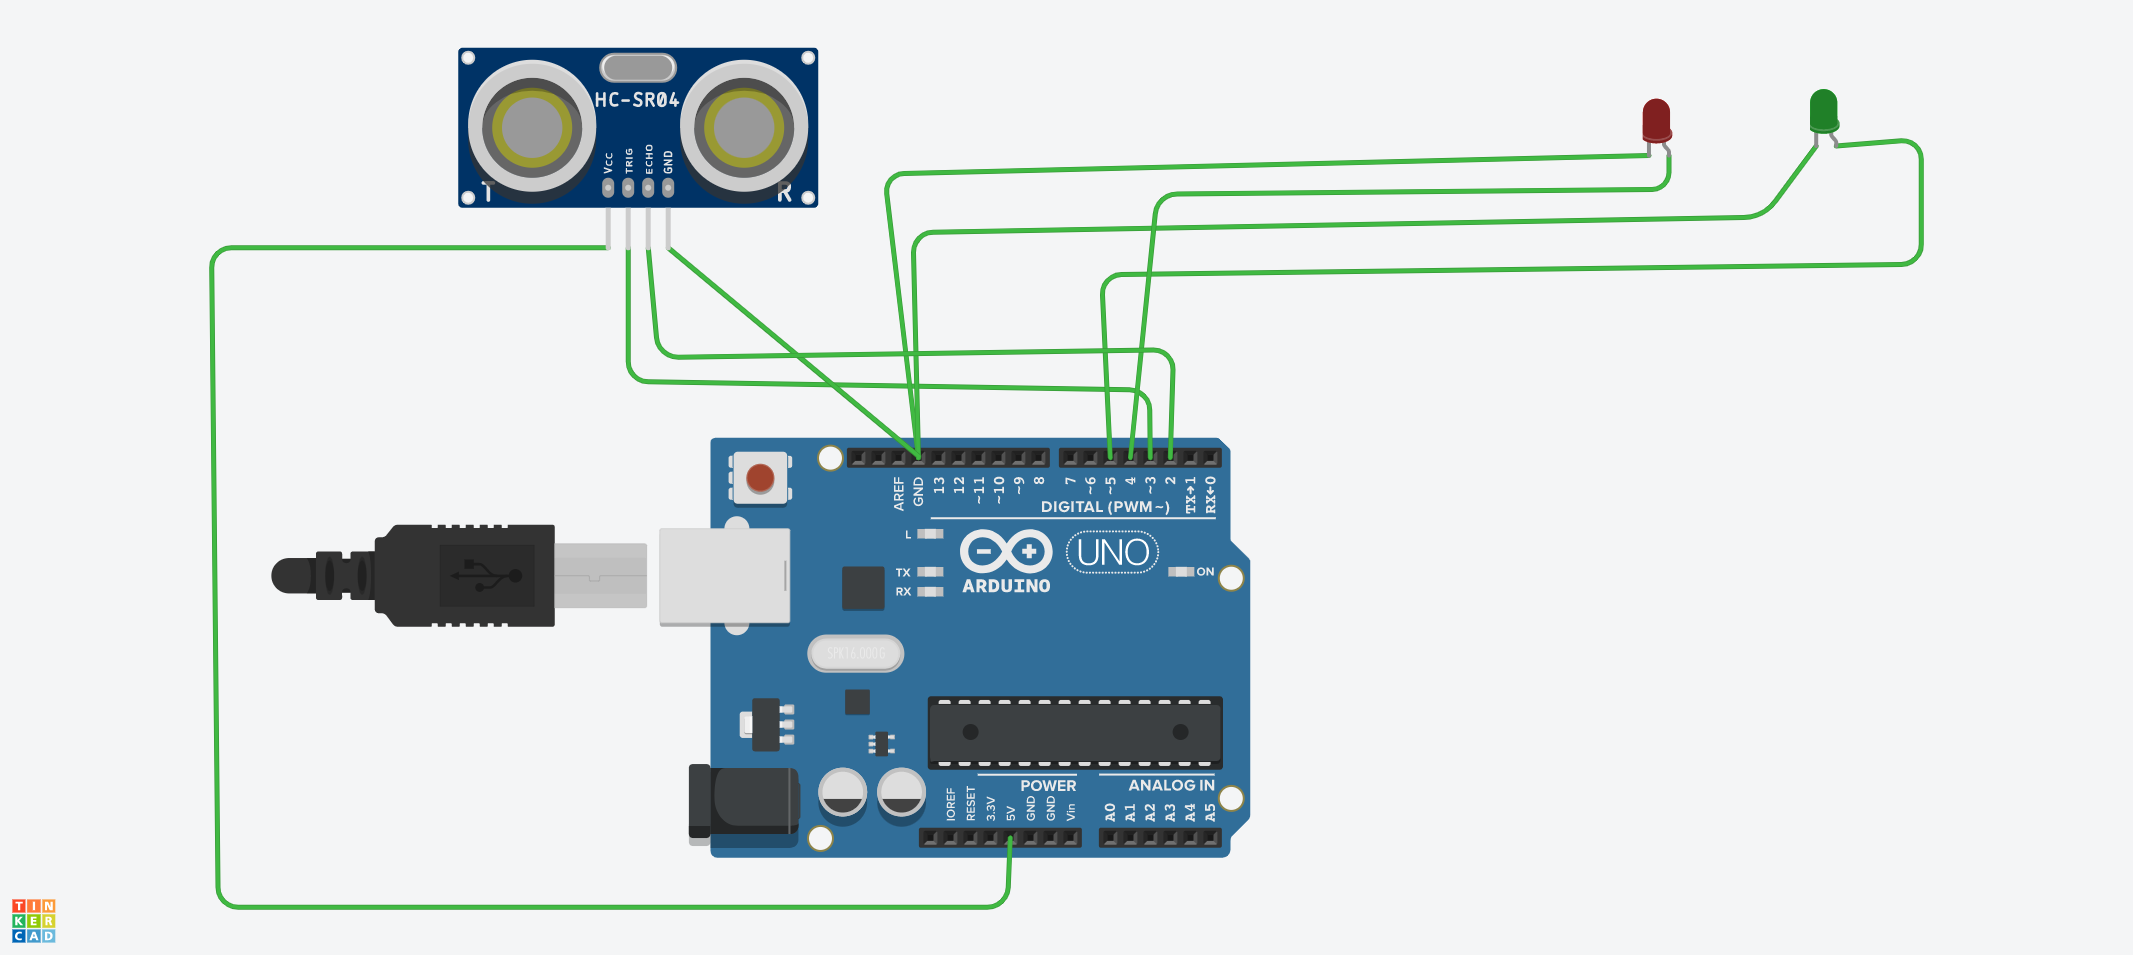 HC-SR04
VCC
TRIG
ECHO
GND
T
R
AREF
GND
13
12
~11
~10
~9
8
7
~6
~5
4
~3
2
TX→1
RX←0
DIGITAL (PWM~)
L
TX
RX
ARDUINO
UNO
ON
SPK16.000G
POWER
ANALOG IN
IOREF
RESET
3.3V
5V
GND
GND
Vin
A0
A1
A2
A3
A4
A5
TIN
KER
CAD